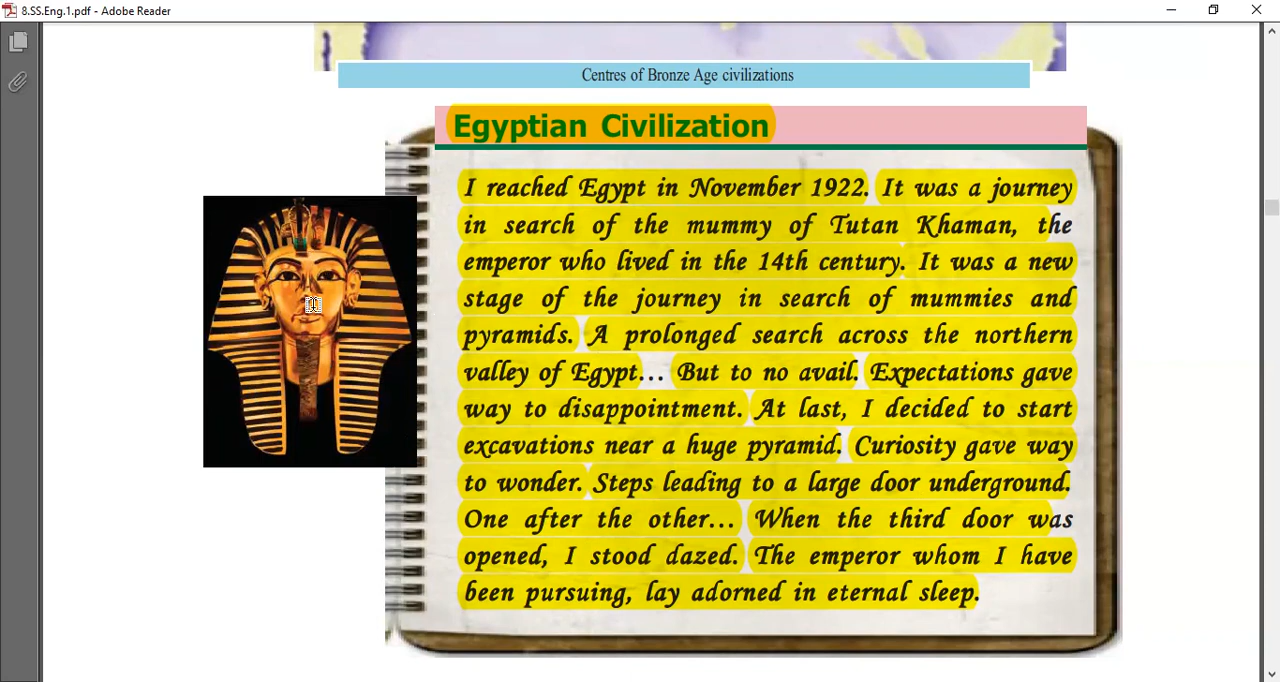 8.SS.Eng.1.pdf - Adobe Reader
Centres of Bronze Age civilizations
Egyptian Civilization
I reached Egypt in November 1922. It was a journey
in search of the mummy of Tutan Khaman, the
emperor who lived in the 14th century. It was a new
stage of the journey in search of mummies and
pyramids. A prolonged search across the northern
valley of Egypt... But to no avail. Expectations gave
way to disappointment. At last, I decided to start
excavations near a huge pyramid. Curiosity gave way
to wonder. Steps leading to a large door underground.
One after the other... When the third door was
opened, I stood dazed. The emperor whom I have
been pursuing, lay adorned in eternal sleep.